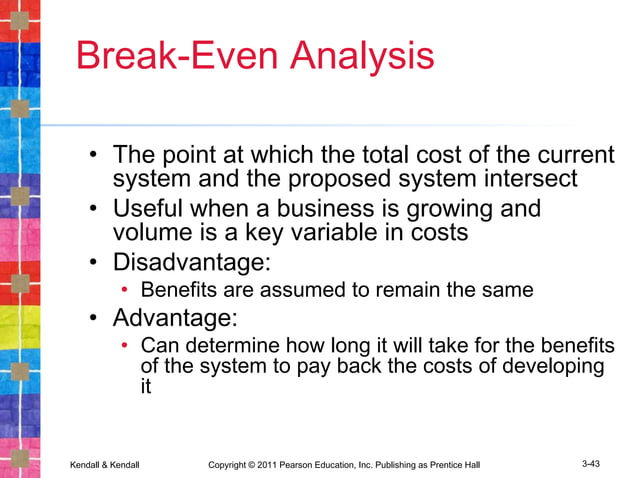 Break-Even Analysis
• The point at which the total cost of the current
system and the proposed system intersect
• Useful when a business is growing and
volume is a key variable in costs
• Disadvantage:
• Benefits are assumed to remain the same
• Advantage:
• Can determine how long it will take for the benefits
of the system to pay back the costs of developing
it
Kendall & Kendall
Copyright © 2011 Pearson Education, Inc. Publishing as Prentice Hall
3-43